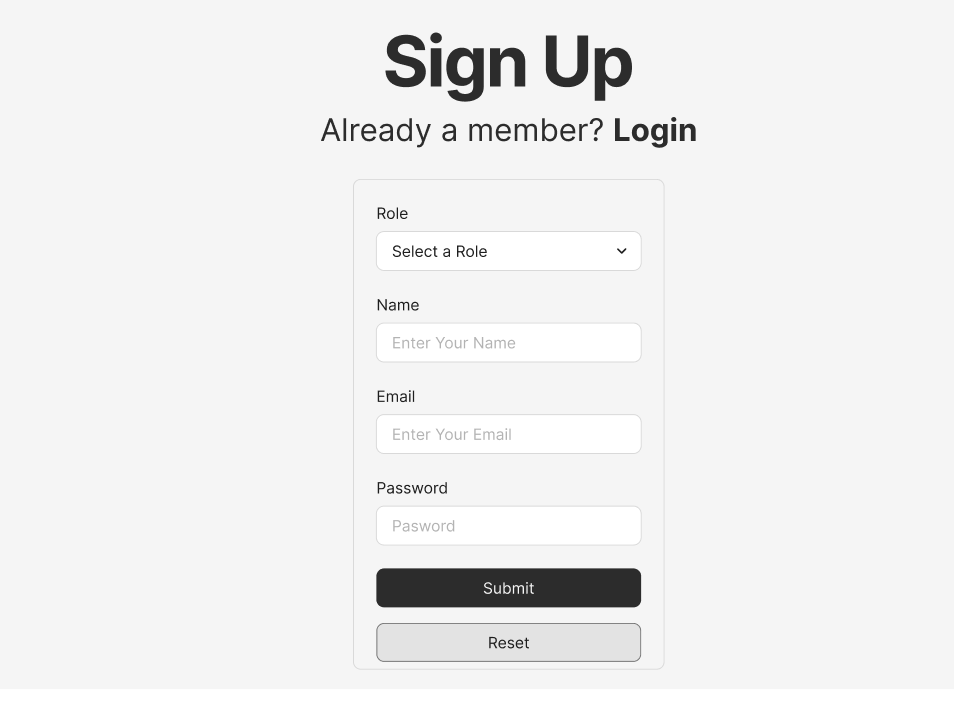 Sign Up
Already a member? Login
Role
Select a Role
Name
Enter Your Name
Email
Enter Your Email
Password
Pasword
Submit
Reset